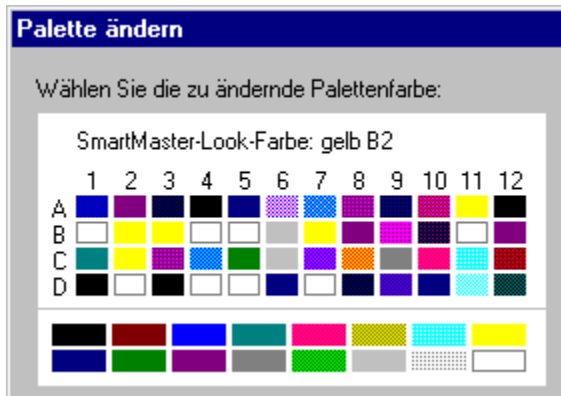 Palette ändern
Wählen Sie die zu ändernde Palettenfarbe:
SmartMaster-Look-Farbe: gelb B2
1 2 3 4 5 6 7 8 9 10 11 12
A
B
C
D